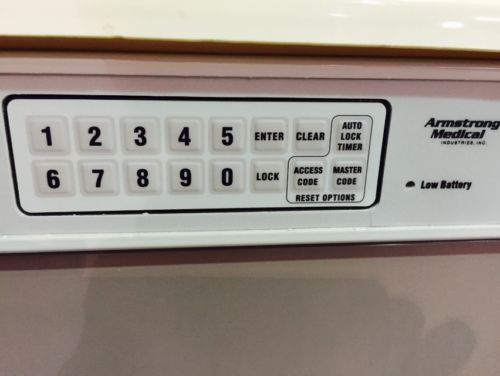 1 2 3 4 5 ENTER CLEAR AUTO LOCK TIMER
6 7 8 9 0 LOCK ACCESS CODE MASTER CODE
RESET OPTIONS
Armstrong
Medical
INDUSTRIES, INC.
Low Battery